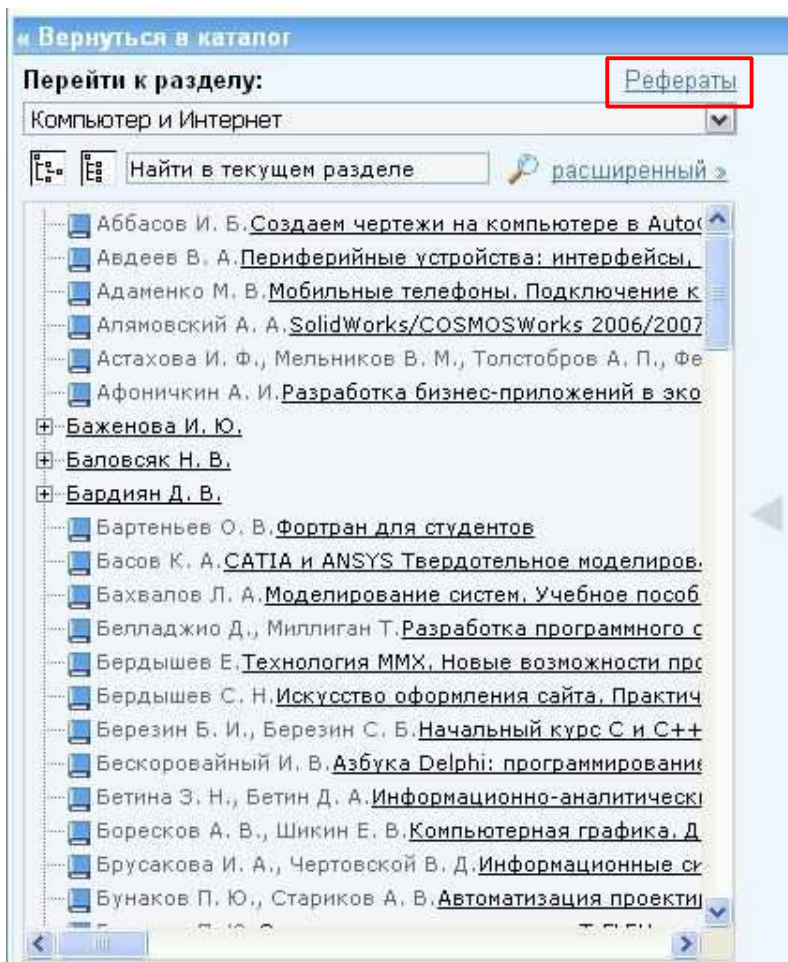 « Вернуться в каталог
Перейти к разделу: Рефераты
Компьютер и Интернет
Найти в текущем разделе расширенный »
Аббасов И. Б.Создаем чертежи на компьютере в Auto
Авдеев В. А.Периферийные устройства: интерфейсы,
Адаменко М. В.Мобильные телефоны. Подключение к
Алямовский А. А.SolidWorks/COSMOSWorks 2006/2007
Астахова И. Ф., Мельников В. М., Толстобров А. П., Фе
Афоничкин А. И.Разработка бизнес-приложений в эко
Баженова И. Ю.
Баловсяк Н. В.
Бардиян Д. В.
Бартеньев О. В.Фортран для студентов
Басов К. А.CATIA и ANSYS Твердотельное моделиров
Бахвалов Л. А.Моделирование систем. Учебное пособ
Белладжио Д., Миллиган Т.Разработка программного с
Бердышев Е.Технология MMX. Новые возможности про
Бердышев С. Н.Искусство оформления сайта. Практич
Березин Б. И., Березин С. Б.Начальный курс С и С++
Бескоровайный И. В.Азбука Delphi: программирование
Бетина З. Н., Бетин Д. А.Информационно-аналитическ
Боресков А. В., Шикин Е. В.Компьютерная графика. Д
Брусакова И. А., Чертовской В. Д.Информационные си
Бунаков П. Ю., Стариков А. В.Автоматизация проекти